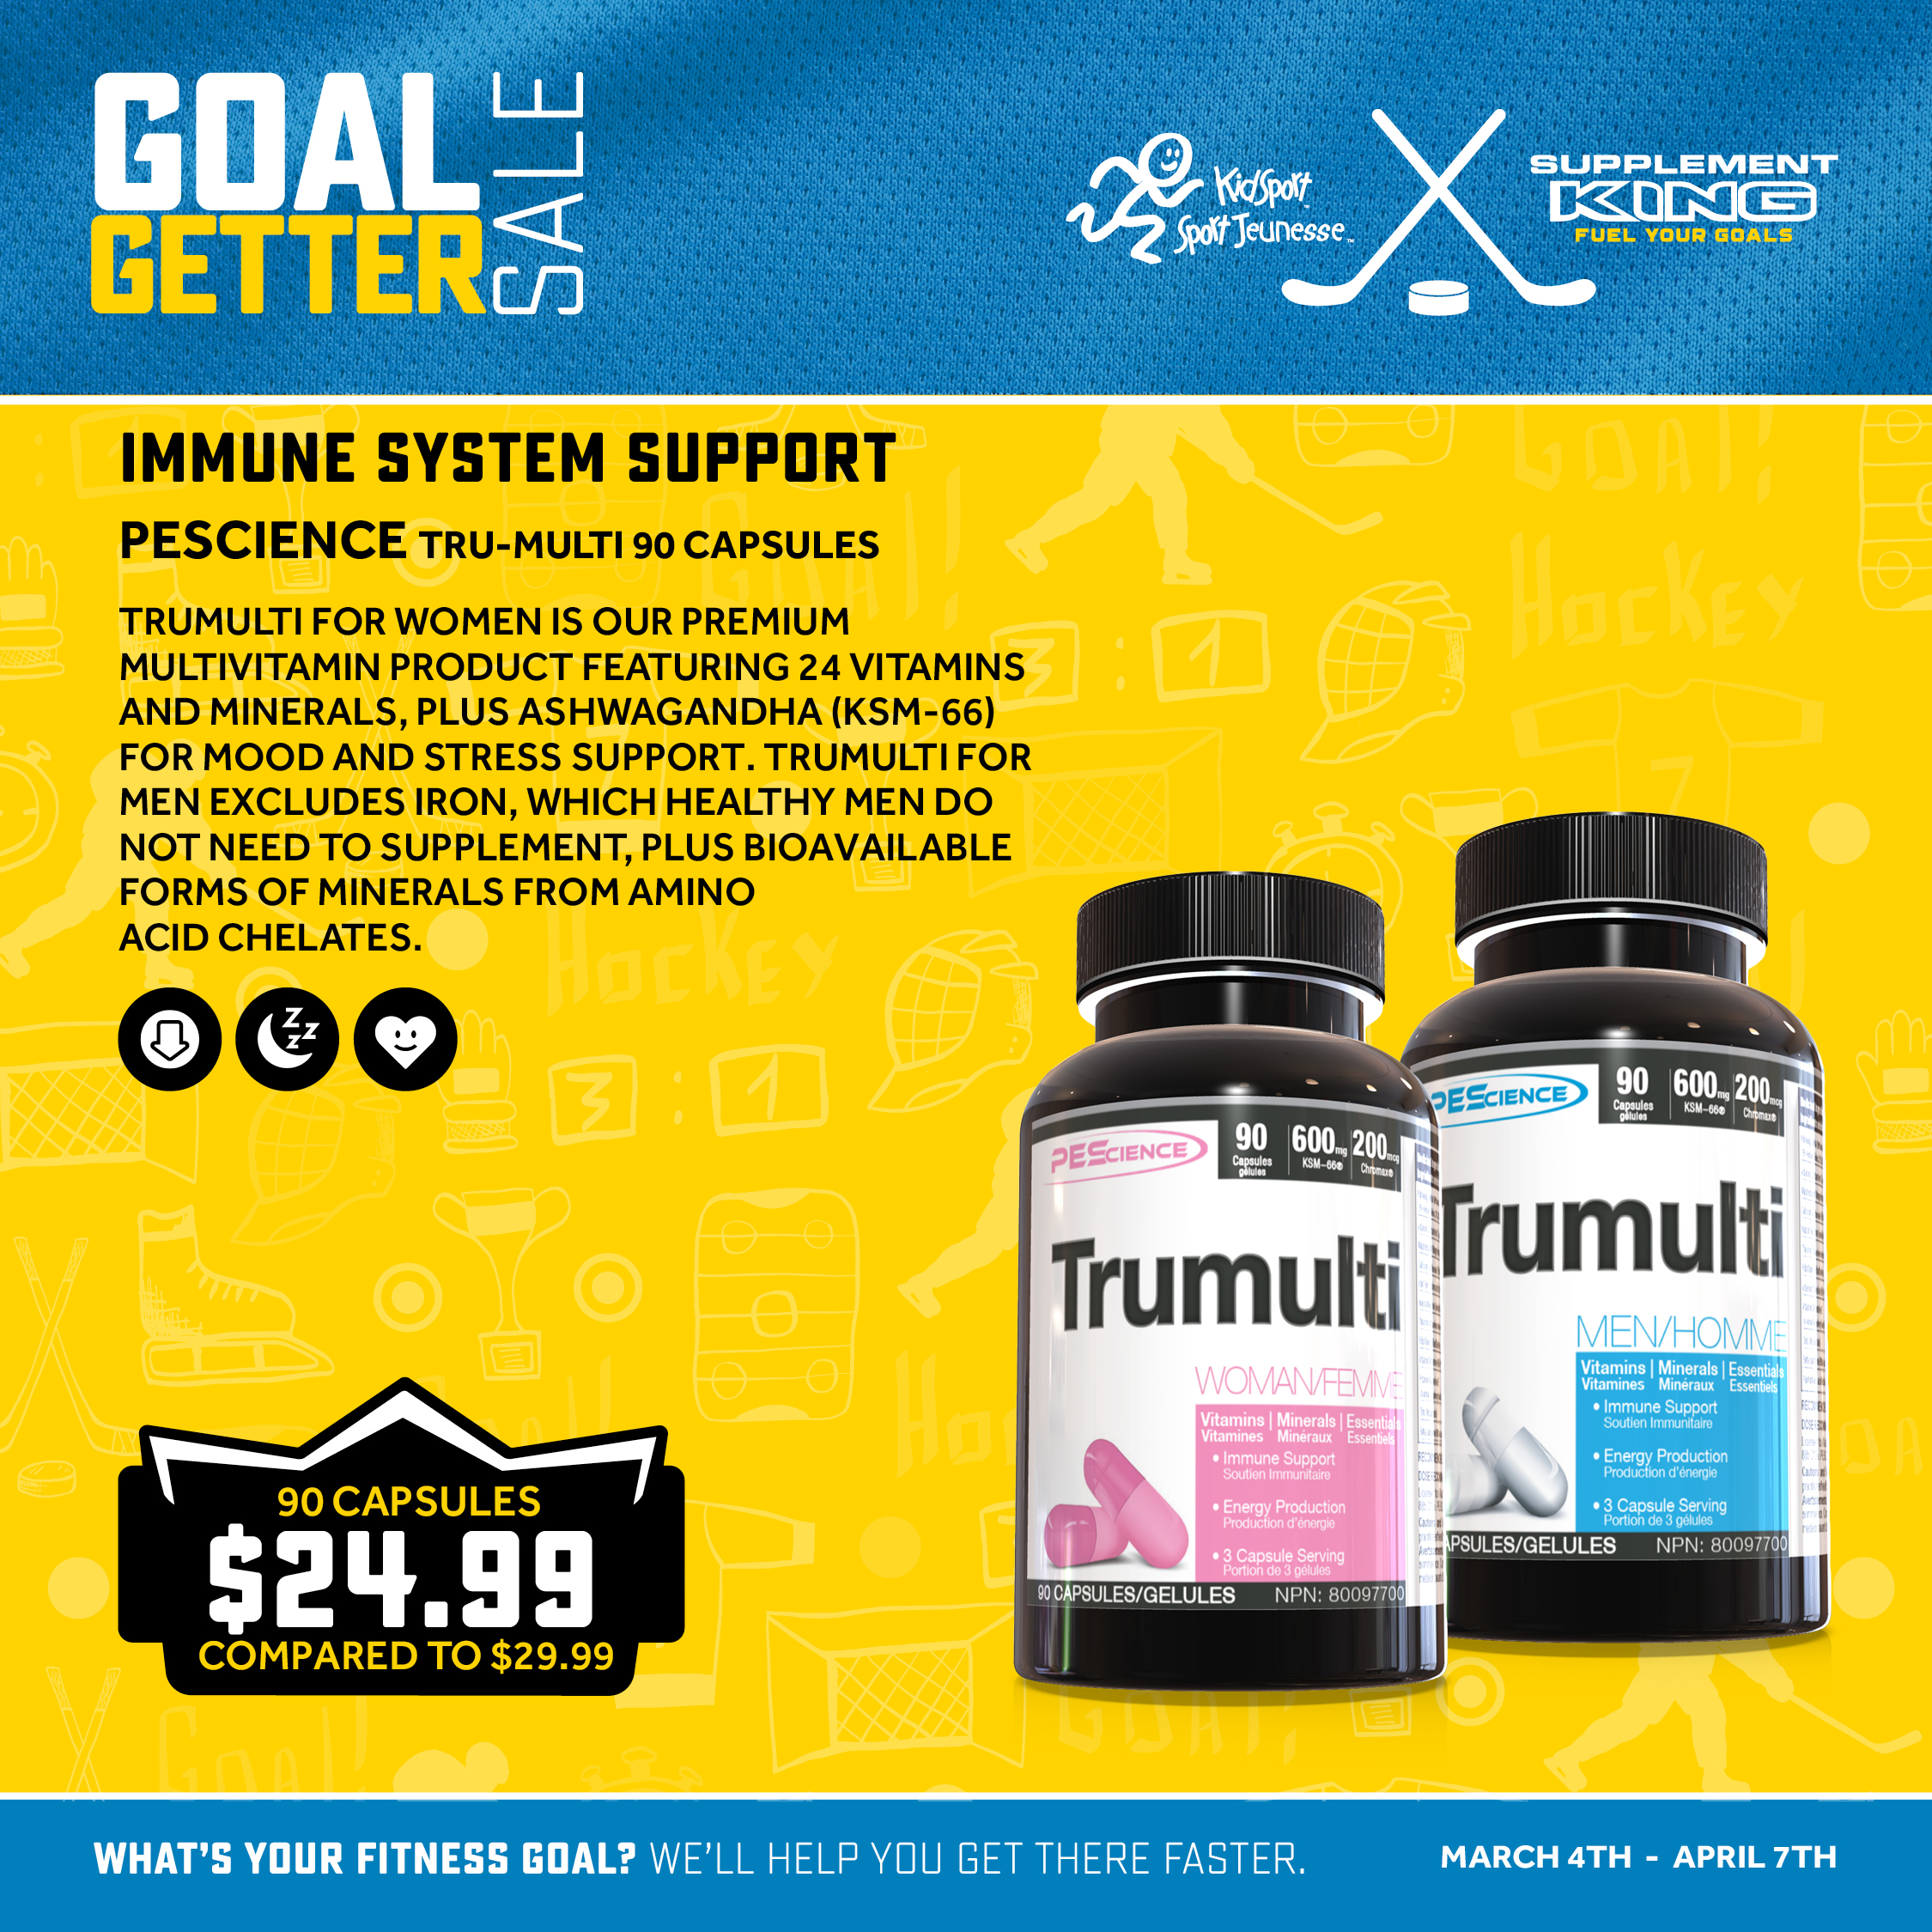 GOAL
GETTER
SALE
KidSport™
Sport Jeunesse™
SUPPLEMENT
KING
FUEL YOUR GOALS
IMMUNE SYSTEM SUPPORT
PESCIENCE TRU-MULTI 90 CAPSULES
TRUMULTI FOR WOMEN IS OUR PREMIUM
MULTIVITAMIN PRODUCT FEATURING 24 VITAMINS
AND MINERALS, PLUS ASHWAGANDHA (KSM-66)
FOR MOOD AND STRESS SUPPORT. TRUMULTI FOR
MEN EXCLUDES IRON, WHICH HEALTHY MEN DO
NOT NEED TO SUPPLEMENT, PLUS BIOAVAILABLE
FORMS OF MINERALS FROM AMINO
ACID CHELATES.
Z Z Z
PESCIENCE
90 Capsules gélules
600mg KSM-66®
200mcg Chromax®
Trumulti
WOMAN/FEMME
Vitamins | Minerals | Essentials
Vitamines Minéraux Essentiels
• Immune Support
Soutien Immunitaire
• Energy Production
Production d'énergie
• 3 Capsule Serving
Portion de 3 gélules
90 CAPSULES/GELULES NPN: 80097700
PESCIENCE
90 Capsules gélules
600mg KSM-66®
200mcg Chromax®
Trumulti
MEN/HOMME
Vitamins | Minerals | Essentials
Vitamines Minéraux Essentiels
• Immune Support
Soutien Immunitaire
• Energy Production
Production d'énergie
• 3 Capsule Serving
Portion de 3 gélules
APSULES/GELULES NPN: 80097700
90 CAPSULES
$24.99
COMPARED TO $29.99
WHAT'S YOUR FITNESS GOAL? WE'LL HELP YOU GET THERE FASTER.
MARCH 4TH - APRIL 7TH